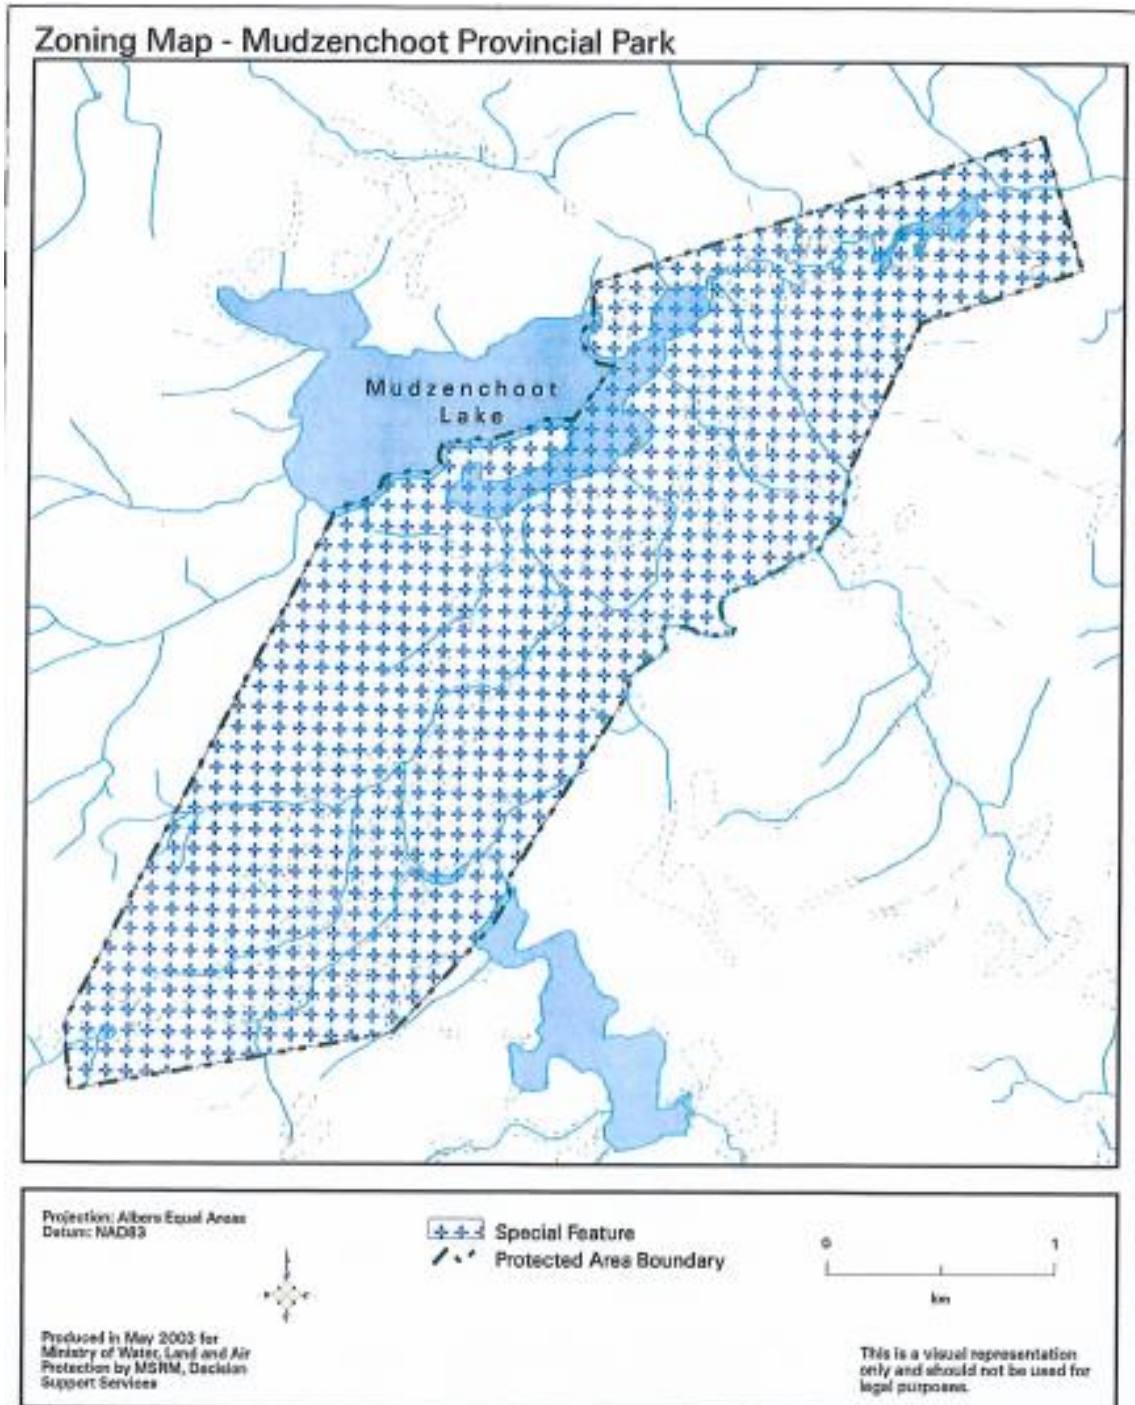 Zoning Map - Mudzenchoot Provincial Park
Mudzenchoot
Lake
Projection: Albers Equal Areas
Datum: NAD83
Special Feature
Protected Area Boundary
0 1
km
Produced in May 2003 for
Ministry of Water, Land and Air
Protection by MSRM, Decision
Support Services
This is a visual representation
only and should not be used for
legal purposes.